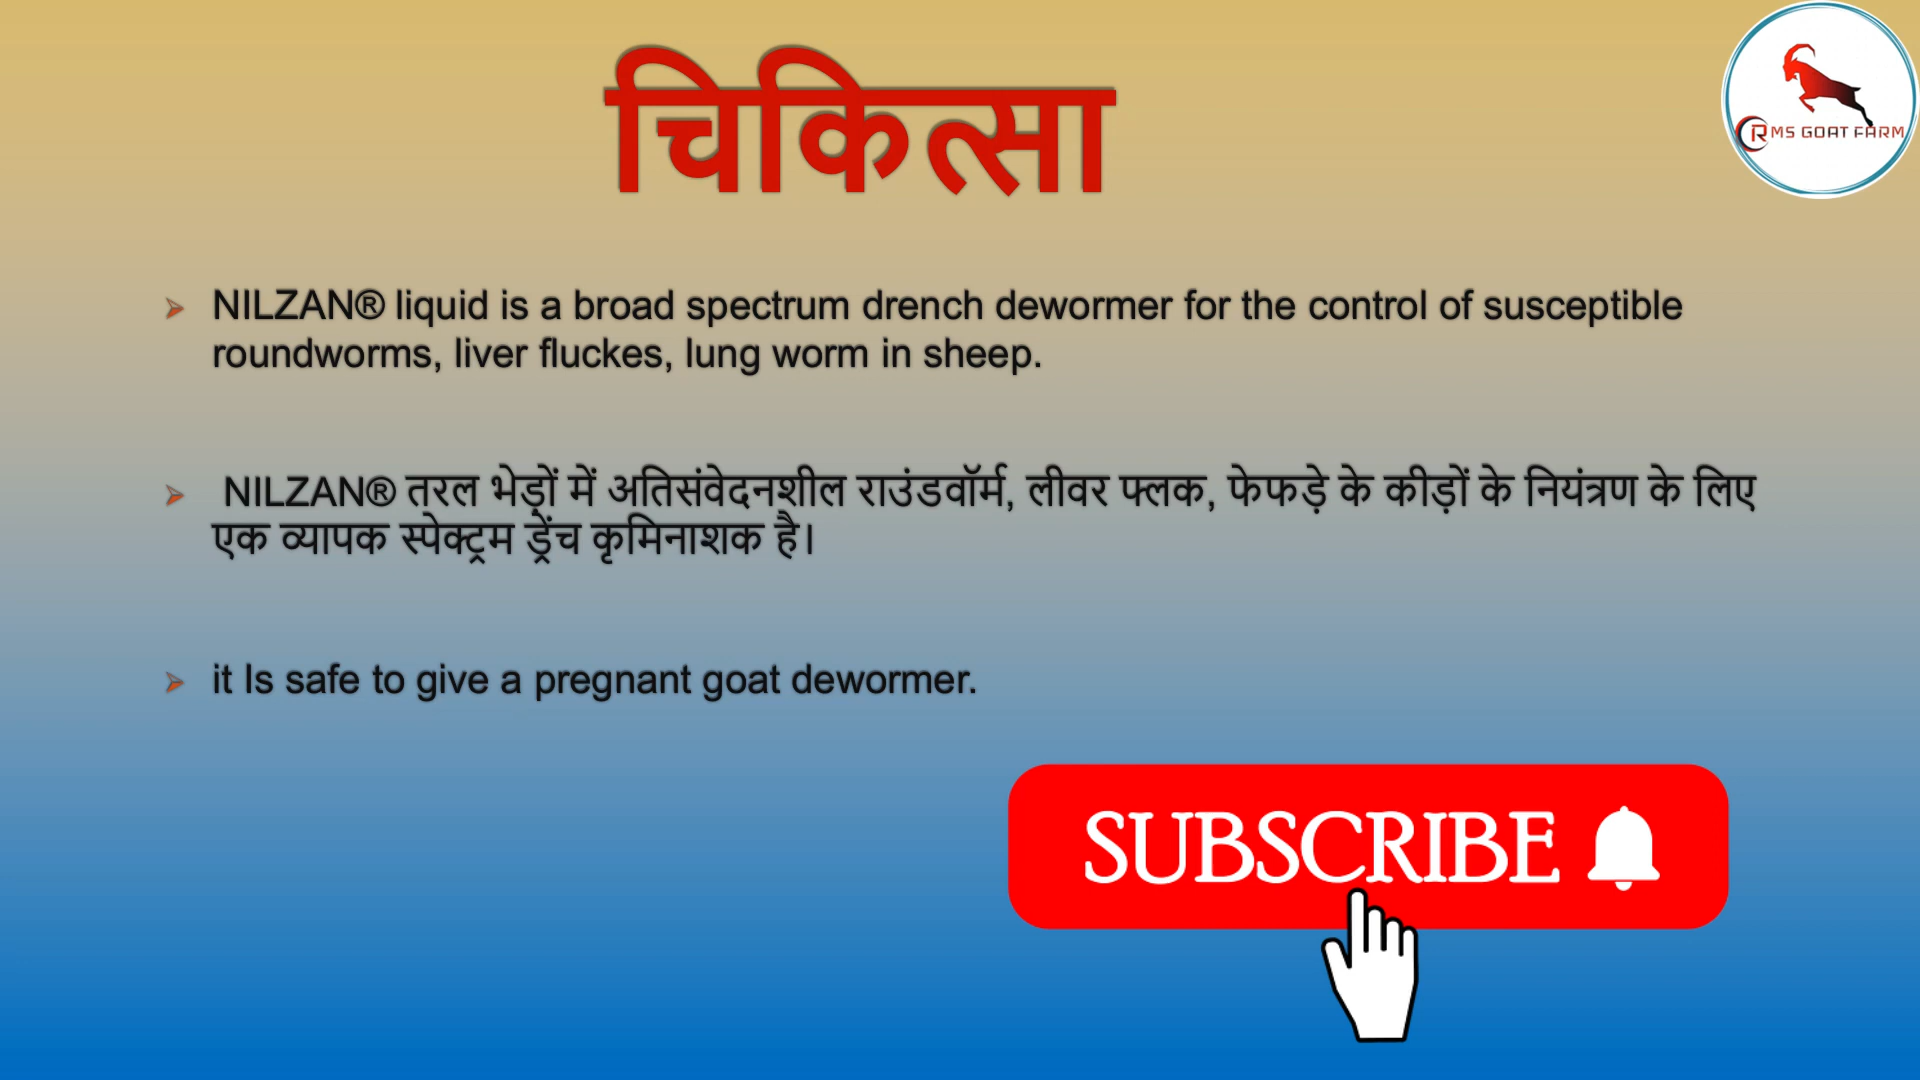 चिकित्सा
RMS GOAT FARM
NILZAN® liquid is a broad spectrum drench dewormer for the control of susceptible
roundworms, liver fluckes, lung worm in sheep.
NILZAN® तरल भेड़ों में अतिसंवेदनशील राउंडवॉर्म, लीवर फ्लक, फेफड़े के कीड़ों के नियंत्रण के लिए
एक व्यापक स्पेक्ट्रम ड्रेंच कृमिनाशक है।
it Is safe to give a pregnant goat dewormer.
SUBSCRIBE